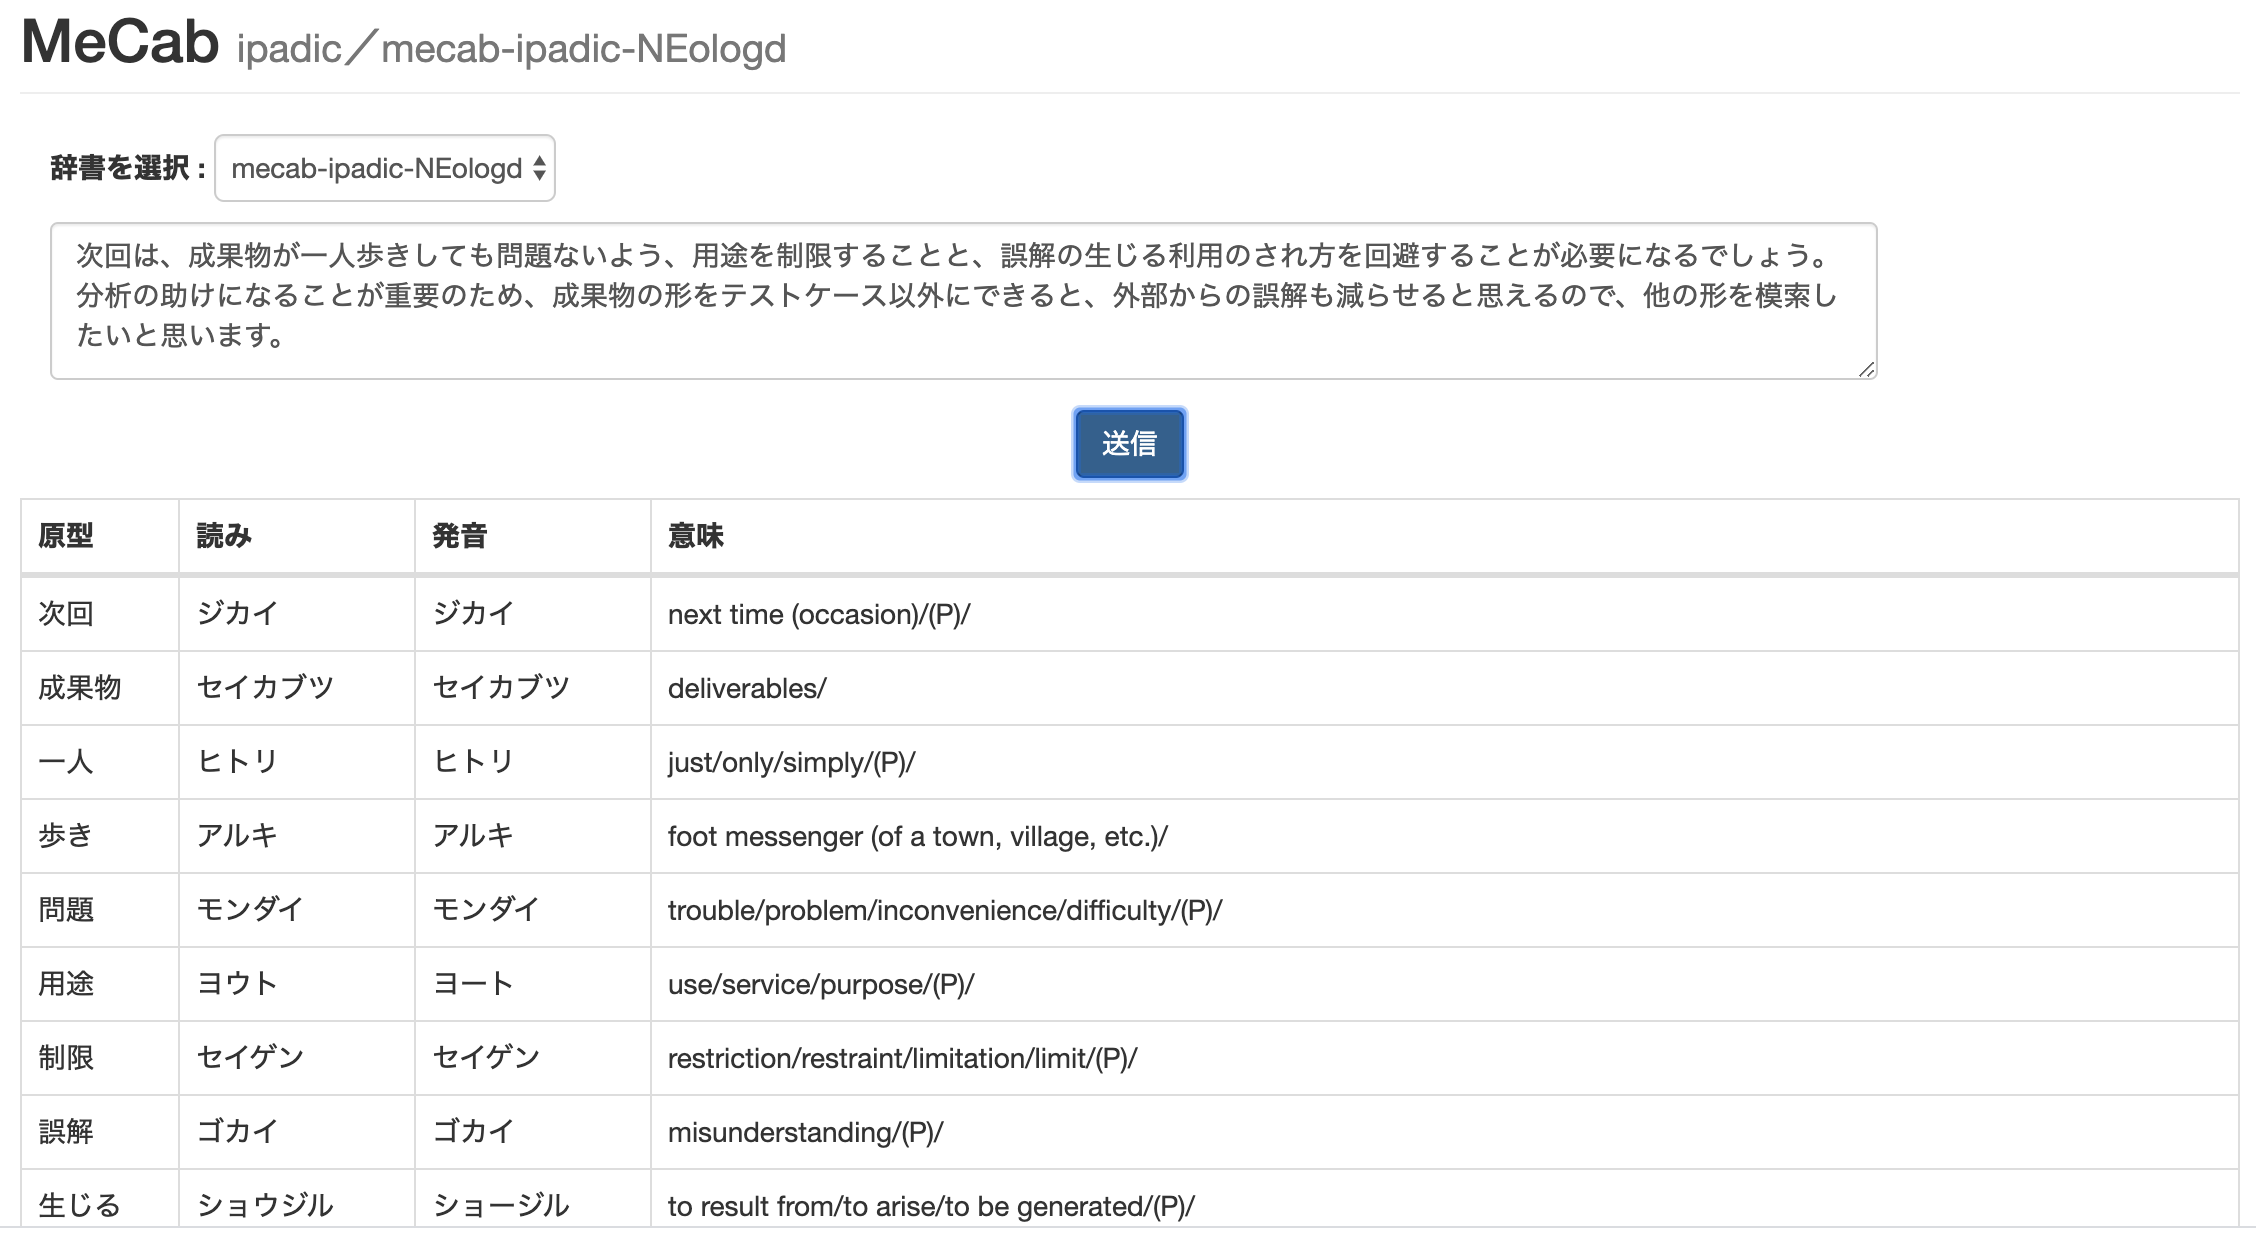 MeCab ipadic／mecab-ipadic-NEologd
辞書を選択 : mecab-ipadic-NEologd
次回は、成果物が一人歩きしても問題ないよう、用途を制限することと、誤解の生じる利用のされ方を回避することが必要になるでしょう。
分析の助けになることが重要のため、成果物の形をテストケース以外にできると、外部からの誤解も減らせると思えるので、他の形を模索し
たいと思います。
送信
原型 読み 発音 意味
次回 ジカイ ジカイ next time (occasion)/(P)/
成果物 セイカブツ セイカブツ deliverables/
一人 ヒトリ ヒトリ just/only/simply/(P)/
歩き アルキ アルキ foot messenger (of a town, village, etc.)/
問題 モンダイ モンダイ trouble/problem/inconvenience/difficulty/(P)/
用途 ヨウト ヨート use/service/purpose/(P)/
制限 セイゲン セイゲン restriction/restraint/limitation/limit/(P)/
誤解 ゴカイ ゴカイ misunderstanding/(P)/
生じる ショウジル ショージル to result from/to arise/to be generated/(P)/